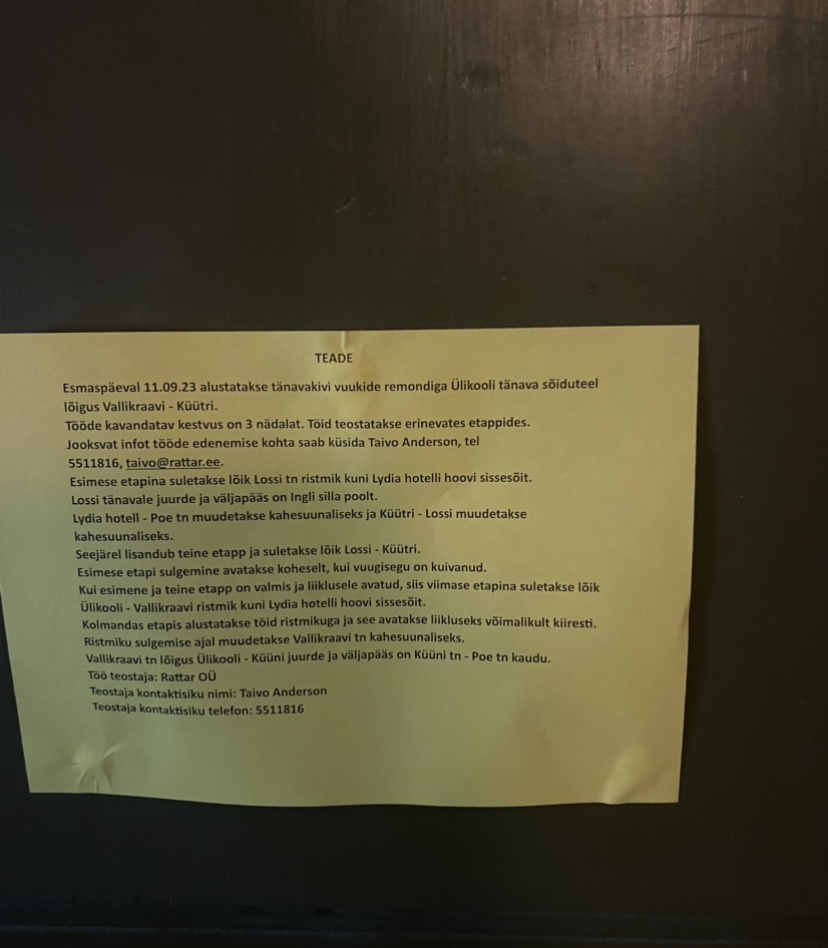 TEADE
Esmaspäeval 11.09.23 alustatakse tänavakivi vuukide remondiga Ülikooli tänava sõiduteel
lõigus Vallikraavi - Küütri.
Tööde kavandatav kestvus on 3 nädalat. Töid teostatakse erinevates etappides.
Jooksvat infot tööde edenemise kohta saab küsida Taivo Anderson, tel
5511816, taivo@rattar.ee.
Esimese etapina suletakse lõik Lossi tn ristmik kuni Lydia hotelli hoovi sissesõit.
Lossi tänavale juurde ja väljapääs on Ingli silla poolt.
Lydia hotell - Poe tn muudetakse kahesuunaliseks ja Küütri - Lossi muudetakse
kahesuunaliseks.
Seejärel lisandub teine etapp ja suletakse lõik Lossi - Küütri.
Esimese etapi sulgemine avatakse koheselt, kui vuugisegu on kuivanud.
Kui esimene ja teine etapp on valmis ja liiklusele avatud, siis viimase etapina suletakse lõik
Ülikooli - Vallikraavi ristmik kuni Lydia hotelli hoovi sissesõit.
Kolmandas etapis alustatakse töid ristmikuga ja see avatakse liikluseks võimalikult kiiresti.
Ristmiku sulgemise ajal muudetakse Vallikraavi tn kahesuunaliseks.
Vallikraavi tn lõigus Ülikooli - Küüni juurde ja väljapääs on Küüni tn - Poe tn kaudu.
Töö teostaja: Rattar OÜ
Teostaja kontaktisiku nimi: Taivo Anderson
Teostaja kontaktisiku telefon: 5511816